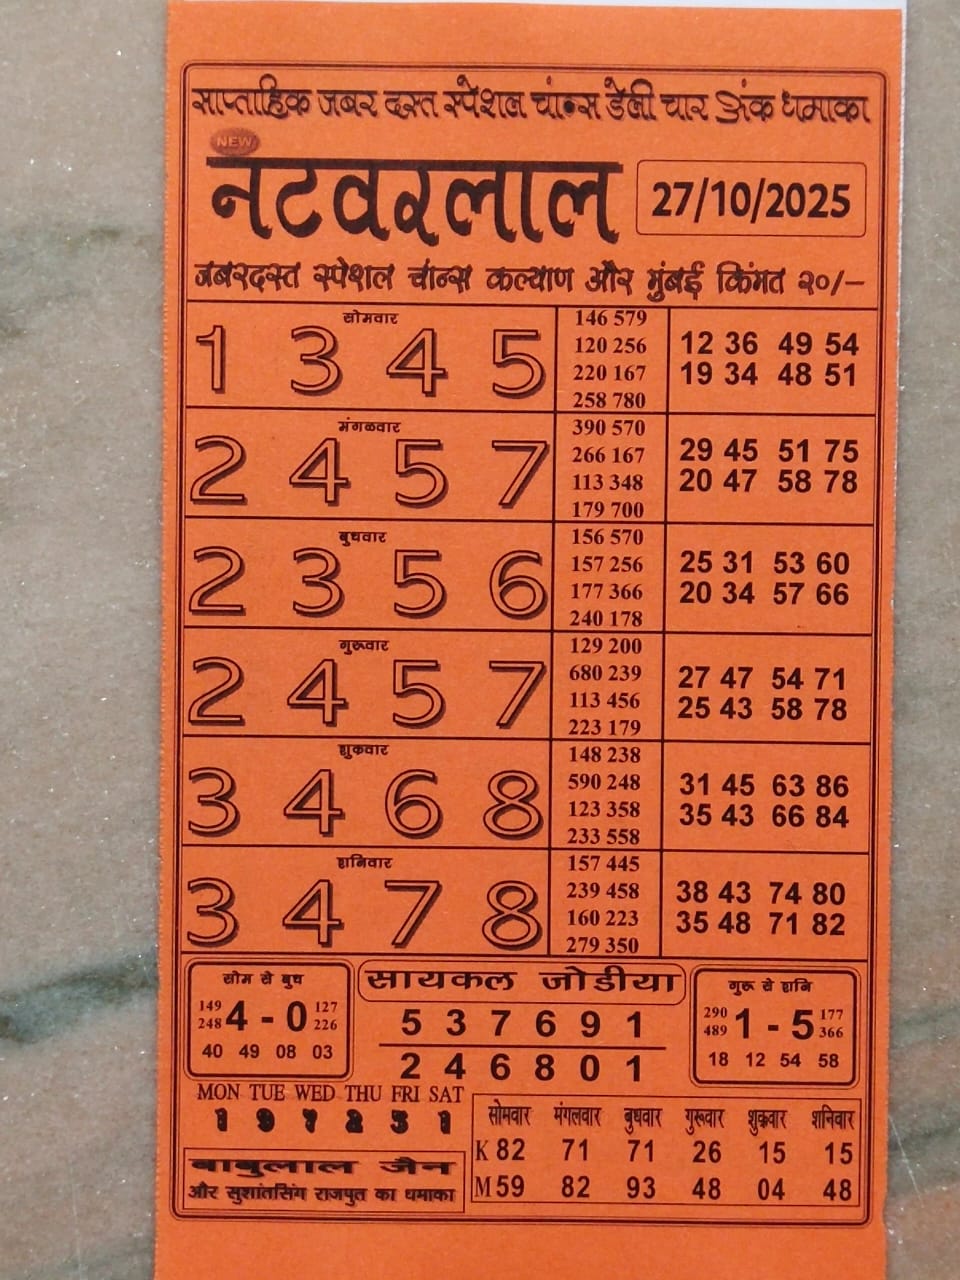 साप्ताहिक जबर दस्त स्पेशल चांन्स डेली चार अंक धमाका
NEW
नटवरलाल
27/10/2025
जबरदस्त स्पेशल चांन्स कल्याण और मुंबई किंमत २०/-
सोमवार
1 3 4 5
146 579
120 256
220 167
258 780
12 36 49 54
19 34 48 51
मंगळवार
2 4 5 7
390 570
266 167
113 348
179 700
29 45 51 75
20 47 58 78
बुधवार
2 3 5 6
156 570
157 256
177 366
240 178
25 31 53 60
20 34 57 66
गुरूवार
2 4 5 7
129 200
680 239
113 456
223 179
27 47 54 71
25 43 58 78
शुक्रवार
3 4 6 8
148 238
590 248
123 358
233 558
31 45 63 86
35 43 66 84
शनिवार
3 4 7 8
157 445
239 458
160 223
279 350
38 43 74 80
35 48 71 82
सोम से बुध
149 248 4 - 0 127 226
40 49 08 03
सायकल जोडीया
5 3 7 6 9 1
2 4 6 8 0 1
गुरू से शनि
290 489 1 - 5 177 366
18 12 54 58
MON TUE WED THU FRI SAT
बाबुलाल जैन
और सुशांतसिंग राजपुत का धमाका
सोमवार मंगलवार बुधवार गुरूवार शुक्रवार शनिवार
K 82 71 71 26 15 15
M 59 82 93 48 04 48